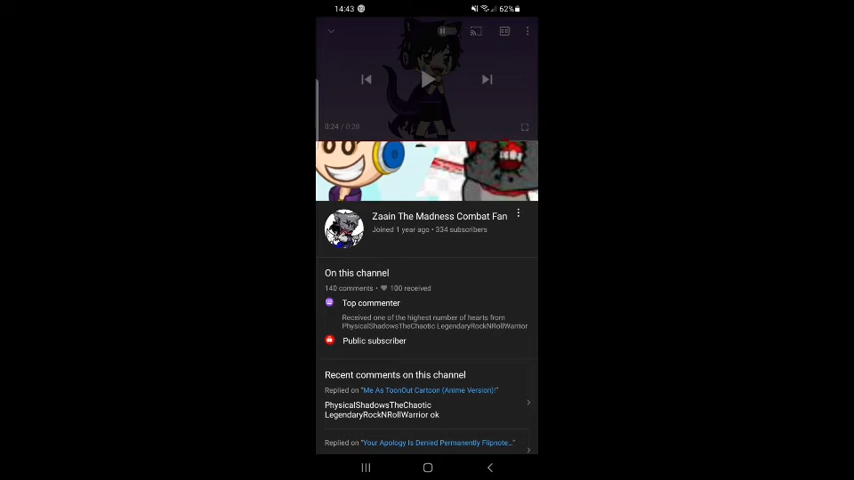 14:43
62%
0:24 / 0:28
Zaain The Madness Combat Fan
Joined 1 year ago • 334 subscribers
On this channel
140 comments • 100 received
Top commenter
Received one of the highest number of hearts from
PhysicalShadowsTheChaotic LegendaryRockNRollWarrior
Public subscriber
Recent comments on this channel
Replied on "Me As ToonOut Cartoon (Anime Version)!"
PhysicalShadowsTheChaotic
LegendaryRockNRollWarrior ok
Replied on "Your Apology Is Denied Permanently Flipnote..."